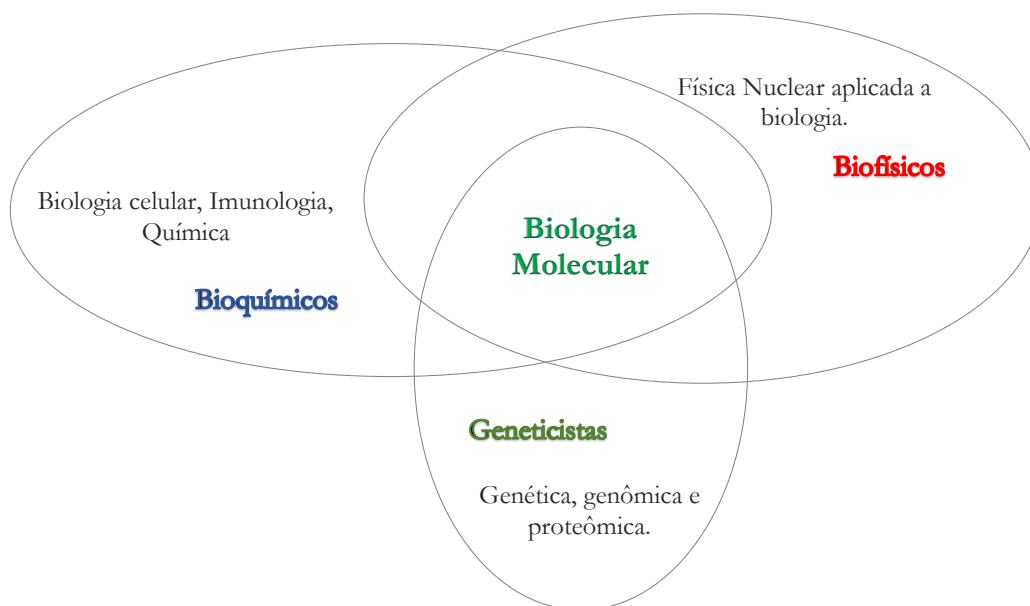 Física Nuclear aplicada a
biologia.
Biofísicos
Biologia celular, Imunologia,
Química
Bioquímicos
Biologia
Molecular
Geneticistas
Genética, genômica e
proteômica.